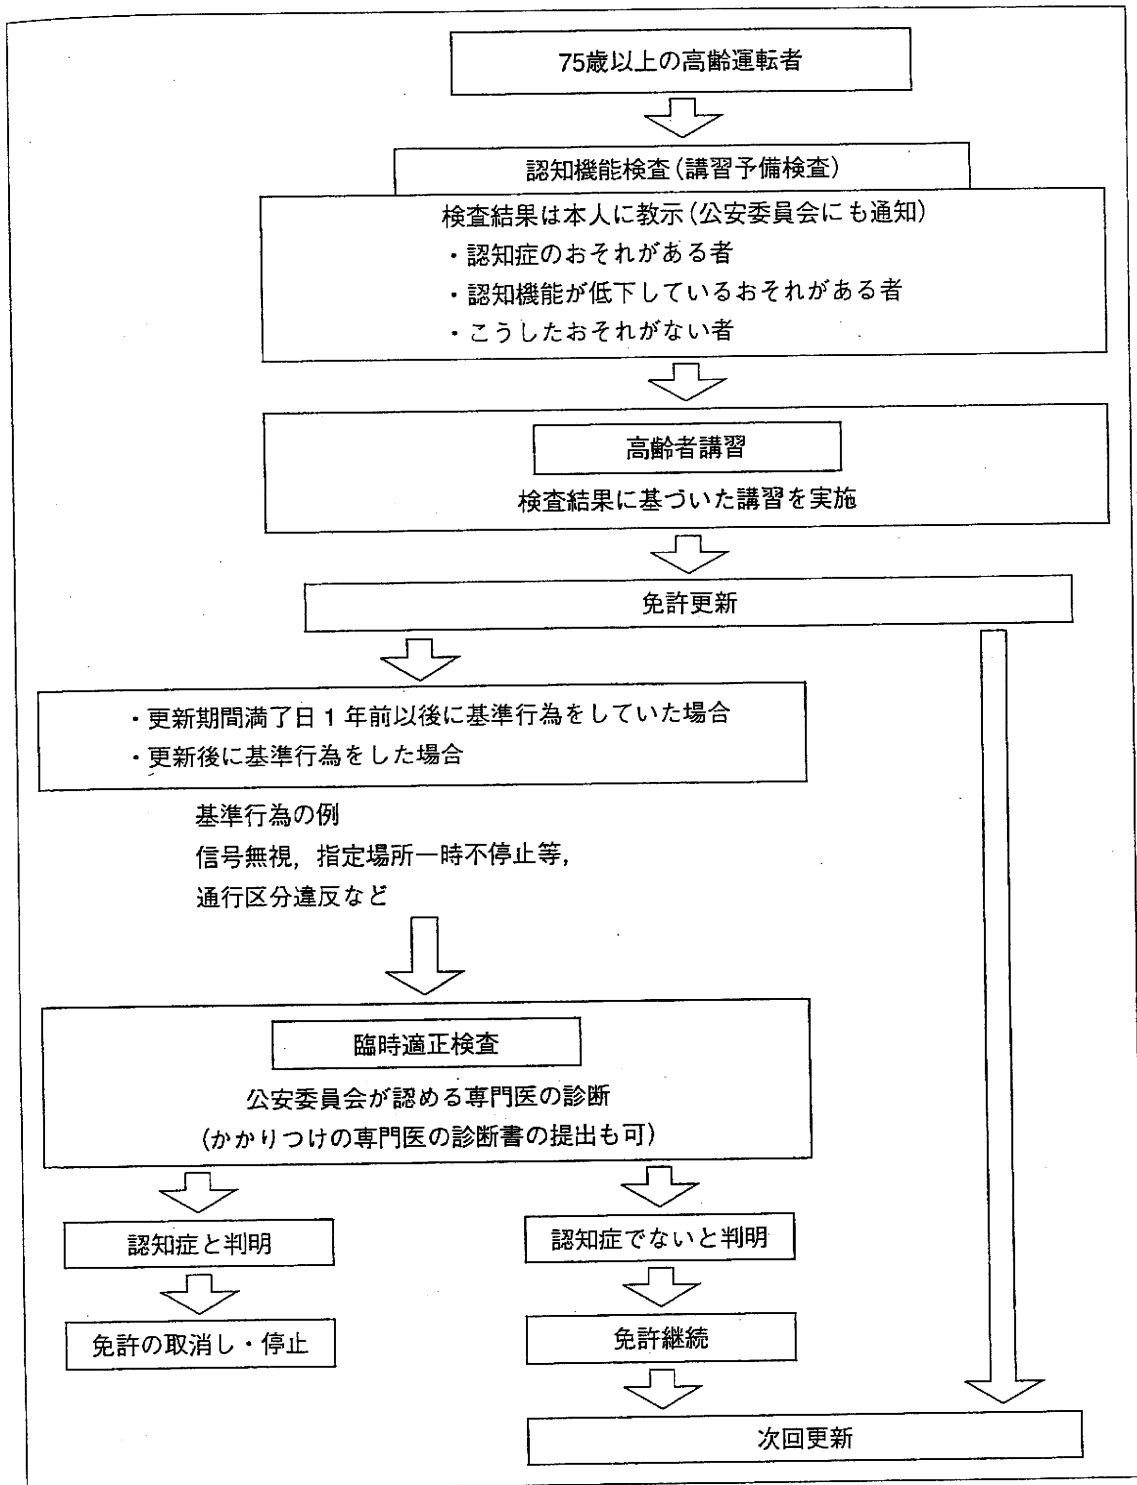 75歳以上の高齢運転者
認知機能検査(講習予備検査)
検査結果は本人に教示(公安委員会にも通知)
・認知症のおそれがある者
・認知機能が低下しているおそれがある者
・こうしたおそれがない者
高齢者講習
検査結果に基づいた講習を実施
免許更新
・更新期間満了日1年前以後に基準行為をしていた場合
・更新後に基準行為をした場合
基準行為の例
信号無視，指定場所一時不停止等，
通行区分違反など
臨時適正検査
公安委員会が認める専門医の診断
(かかりつけの専門医の診断書の提出も可)
認知症と判明
認知症でないと判明
免許の取消し・停止
免許継続
次回更新